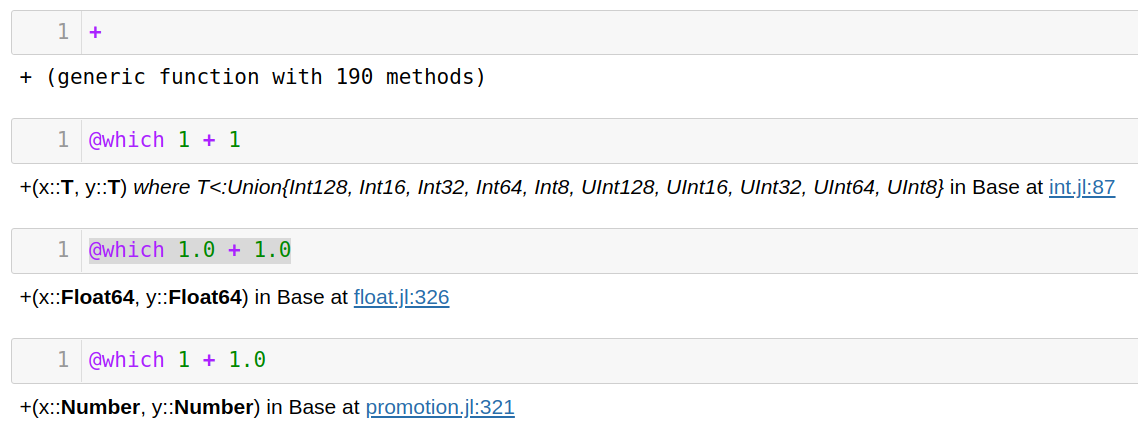 1 +
+ (generic function with 190 methods)
1 @which 1 + 1
+(x::T, y::T) where T<:Union{Int128, Int16, Int32, Int64, Int8, UInt128, UInt16, UInt32, UInt64, UInt8} in Base at int.jl:87
1 @which 1.0 + 1.0
+(x::Float64, y::Float64) in Base at float.jl:326
1 @which 1 + 1.0
+(x::Number, y::Number) in Base at promotion.jl:321